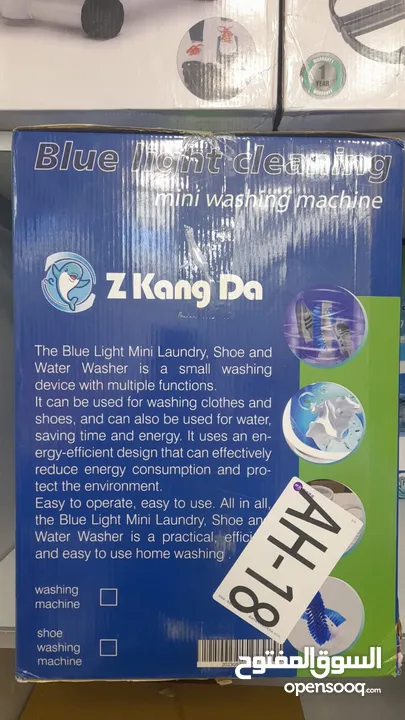 1
YEAR
Blue light cleaning
mini washing machine
Z Kang Da
The Blue Light Mini Laundry, Shoe and
Water Washer is a small washing
device with multiple functions.
It can be used for washing clothes and
shoes, and can also be used for water,
saving time and energy. It uses an en-
ergy-efficient design that can effectively
reduce energy consumption and pro-
tect the environment.
Easy to operate, easy to use. All in all,
the Blue Light Mini Laundry, Shoe and
Water Washer is a practical, effici
and easy to use home washing
AH-18
washing
machine
shoe
washing
machine
السوق المفتوح
opensooq.com